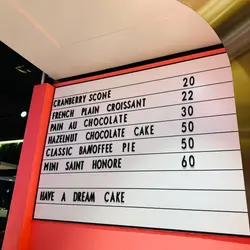 CRANBERRY SCONE 20
FRENCH PLAIN CROISSANT 22
PAIN AU CHOCOLATE 30
HAZELNUT CHOCOLATE CAKE 50
CLASSIC BANOFFEE PIE 50
MINI SAINT HONORE 60
HAVE A DREAM CAKE